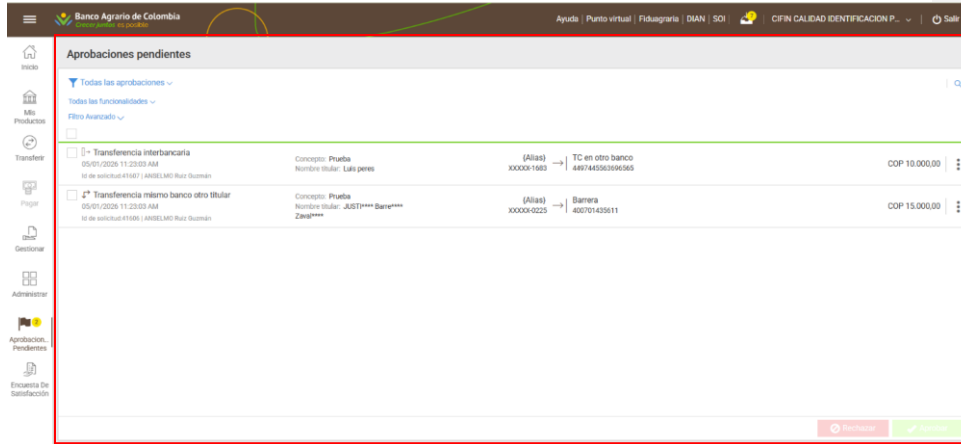 Banco Agrario de Colombia
Crecer juntos es posible
Ayuda | Punto virtual | Fiduagraria | DIAN | SOI |
2
CIFIN CALIDAD IDENTIFICACION P...
Salir
Inicio
Mis
Productos
Transferir
Pagar
Gestionar
Administrar
2
Aprobacion...
Pendientes
Encuesta De
Satisfacción
Aprobaciones pendientes
Todas las aprobaciones
Todas las funcionalidades
Filtro Avanzado
Transferencia interbancaria
05/01/2026 11:23:03 AM
Id de solicitud:41607 | ANSELMO Ruiz Guzmán
Concepto: Prueba
Nombre titular: Luis peres
(Alias)
XXXXX-1603
TC en otro banco
4497445563696565
COP 10.000,00
Transferencia mismo banco otro titular
05/01/2026 11:23:03 AM
Id de solicitud:41606 | ANSELMO Ruiz Guzmán
Concepto: Prueba
Nombre titular: JUSTI**** Barre****
Zaval****
(Alias)
XXXXX-0225
Barrera
400701435611
COP 15.000,00
Rechazar
Aprobar